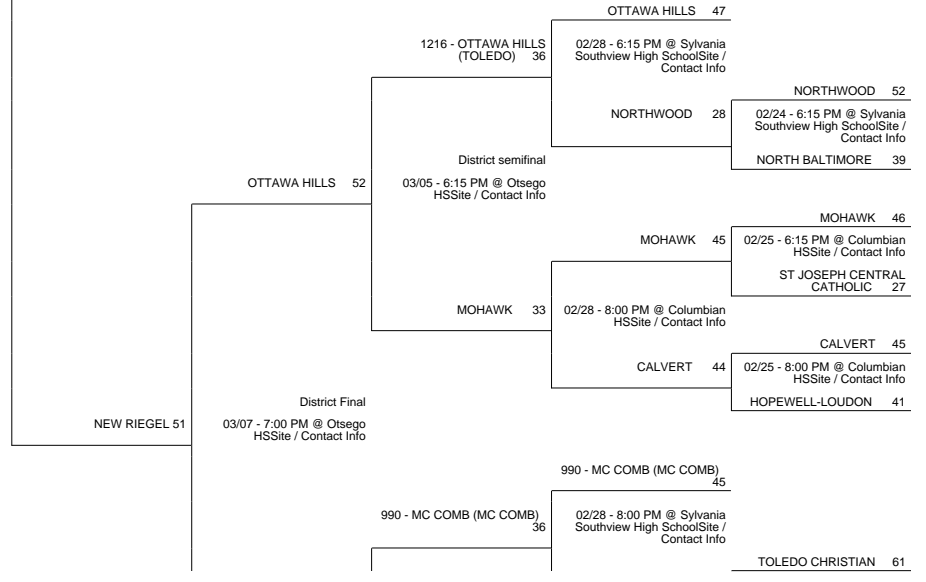 OTTAWA HILLS 47
1216 - OTTAWA HILLS
(TOLEDO) 36
02/28 - 6:15 PM @ Sylvania
Southview High SchoolSite /
Contact Info
NORTHWOOD 52
NORTHWOOD 28
02/24 - 6:15 PM @ Sylvania
Southview High SchoolSite /
Contact Info
NORTH BALTIMORE 39
District semifinal
OTTAWA HILLS 52
03/05 - 6:15 PM @ Otsego
HSSite / Contact Info
MOHAWK 46
MOHAWK 45
02/25 - 6:15 PM @ Columbian
HSSite / Contact Info
ST JOSEPH CENTRAL
CATHOLIC 27
MOHAWK 33
02/28 - 8:00 PM @ Columbian
HSSite / Contact Info
CALVERT 45
CALVERT 44
02/25 - 8:00 PM @ Columbian
HSSite / Contact Info
HOPEWELL-LOUDON 41
District Final
NEW RIEGEL 51
03/07 - 7:00 PM @ Otsego
HSSite / Contact Info
990 - MC COMB (MC COMB)
45
990 - MC COMB (MC COMB)
36
02/28 - 8:00 PM @ Sylvania
Southview High SchoolSite /
Contact Info
TOLEDO CHRISTIAN 61